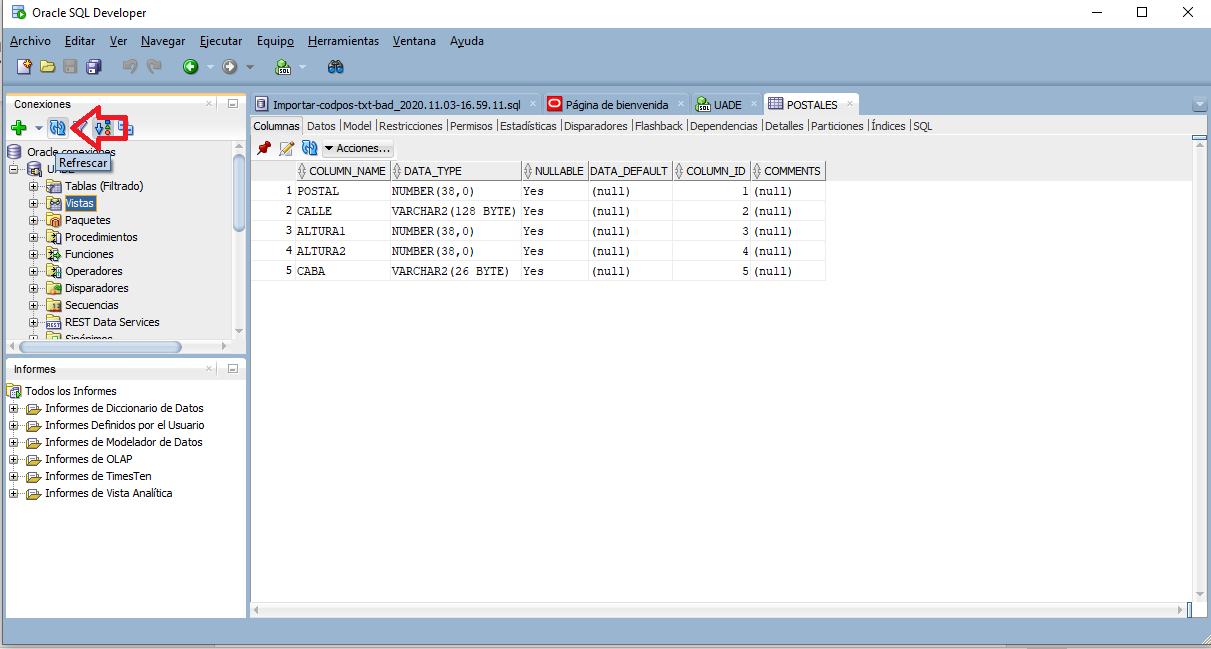 Oracle SQL Developer
Archivo Editar Ver Navegar Ejecutar Equipo Herramientas Ventana Ayuda
Conexiones
Oracle conexiones
Refrescar
Tablas (Filtrado)
Vistas
Paquetes
Procedimientos
Funciones
Operadores
Disparadores
Secuencias
REST Data Services
Sinónimos
Informes
Todos los Informes
Informes de Diccionario de Datos
Informes Definidos por el Usuario
Informes de Modelador de Datos
Informes de OLAP
Informes de TimesTen
Informes de Vista Analítica
Importar-codpos-txt-bad_2020.11.03-16.59.11.sql Página de bienvenida UADE POSTALES
Columnas Datos Model Restricciones Permisos Estadísticas Disparadores Flashback Dependencias Detalles Particiones Índices SQL
Acciones...
COLUMN_NAME DATA_TYPE NULLABLE DATA_DEFAULT COLUMN_ID COMMENTS
1 POSTAL NUMBER(38,0) Yes (null) 1 (null)
2 CALLE VARCHAR2(128 BYTE) Yes (null) 2 (null)
3 ALTURA1 NUMBER(38,0) Yes (null) 3 (null)
4 ALTURA2 NUMBER(38,0) Yes (null) 4 (null)
5 CABA VARCHAR2(26 BYTE) Yes (null) 5 (null)